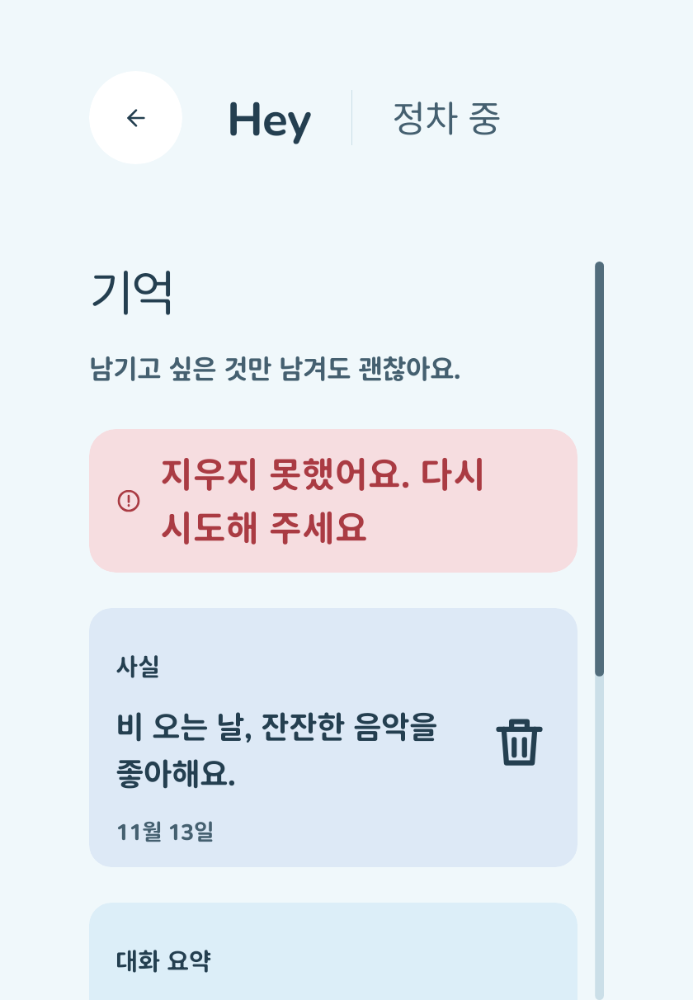 Hey
정차 중
기억
남기고 싶은 것만 남겨도 괜찮아요.
지우지 못했어요. 다시
시도해 주세요
사실
비 오는 날, 잔잔한 음악을
좋아해요.
11월 13일
대화 요약